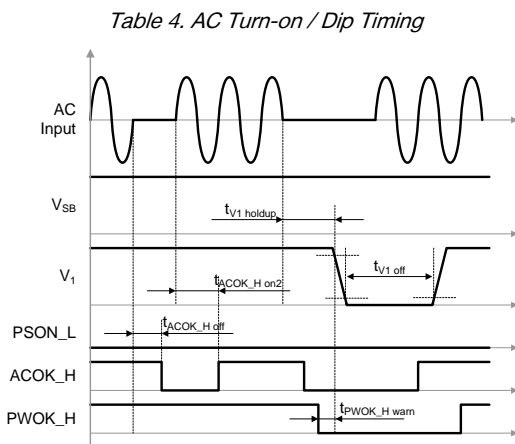 Table 4. AC Turn-on / Dip Timing
AC
Input
VSB
tV1 holdup
V1
tV1 off
tACOK_H on2
PSON_L
tACOK_H off
ACOK_H
PWOK_H
tPWOK_H warn